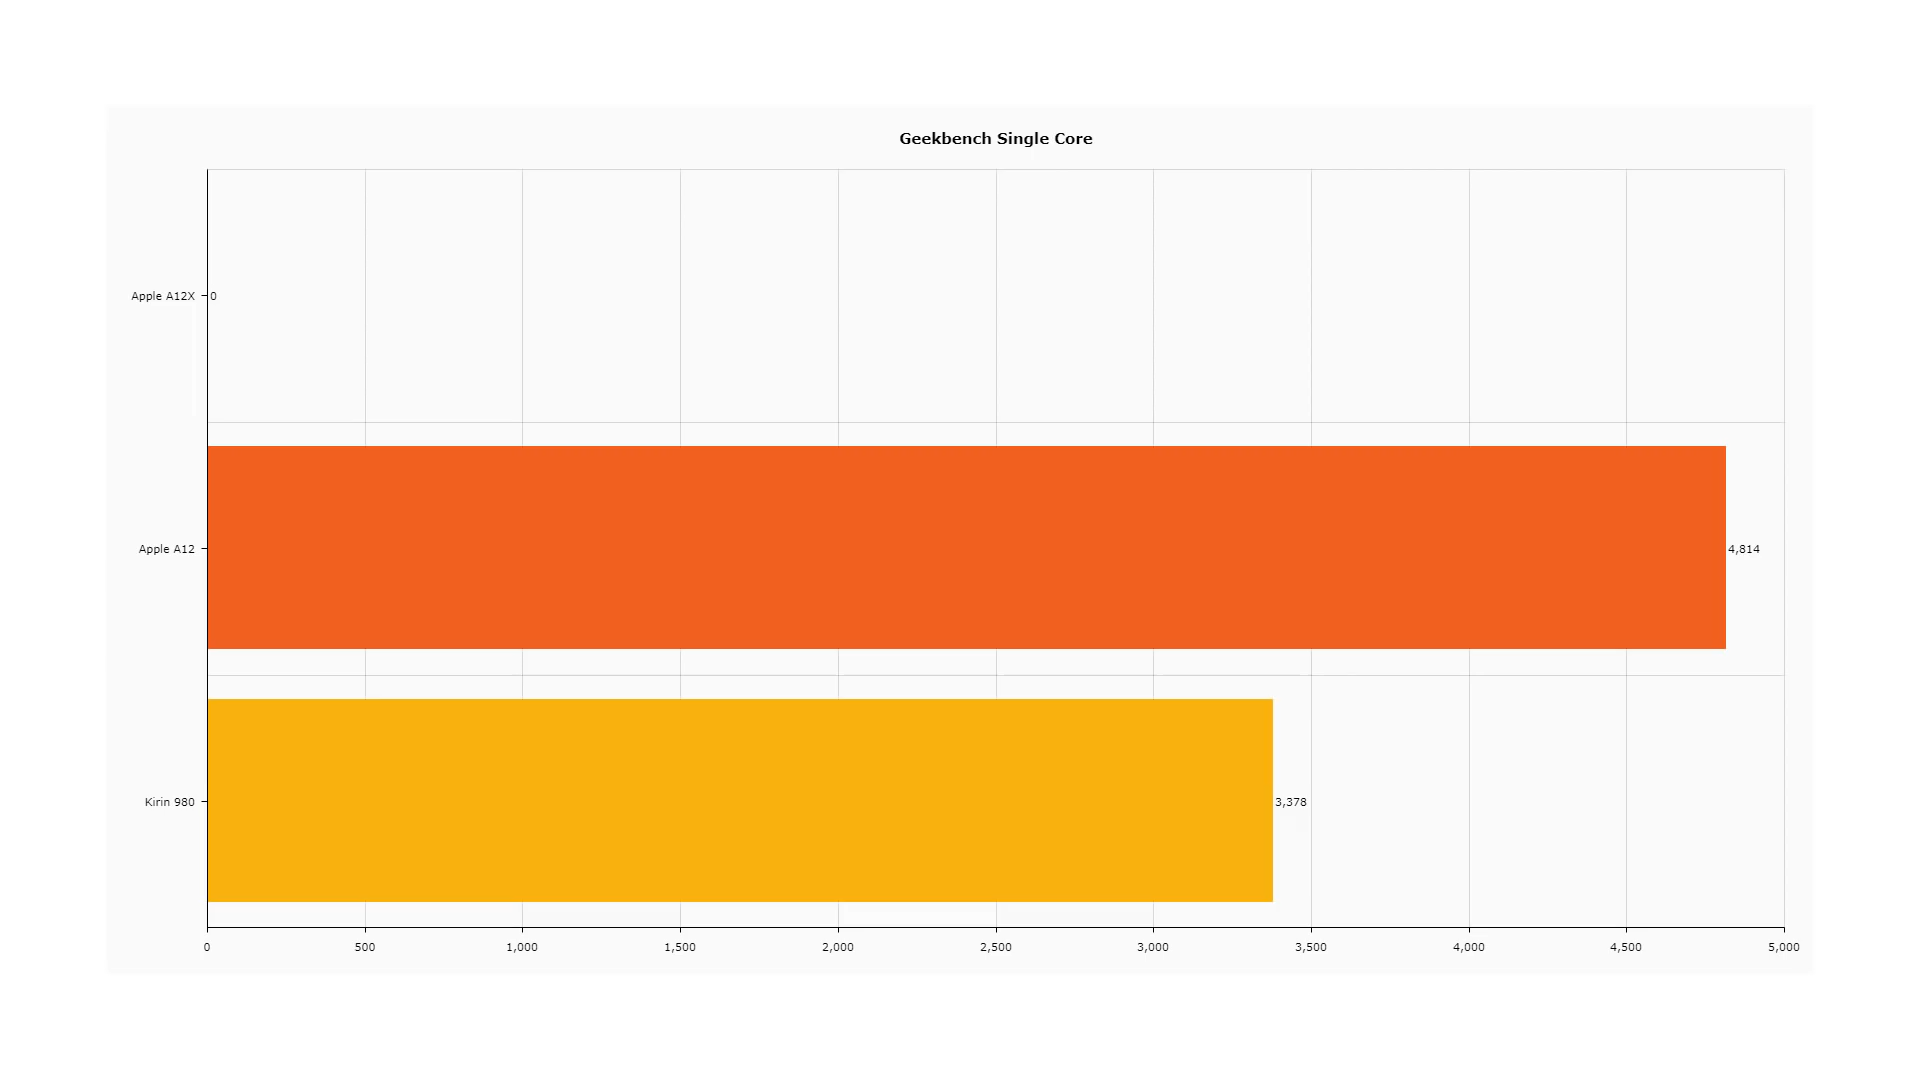 Geekbench Single Core
Apple A12X 0
Apple A12 4,814
Kirin 980 3,378
0 500 1,000 1,500 2,000 2,500 3,000 3,500 4,000 4,500 5,000